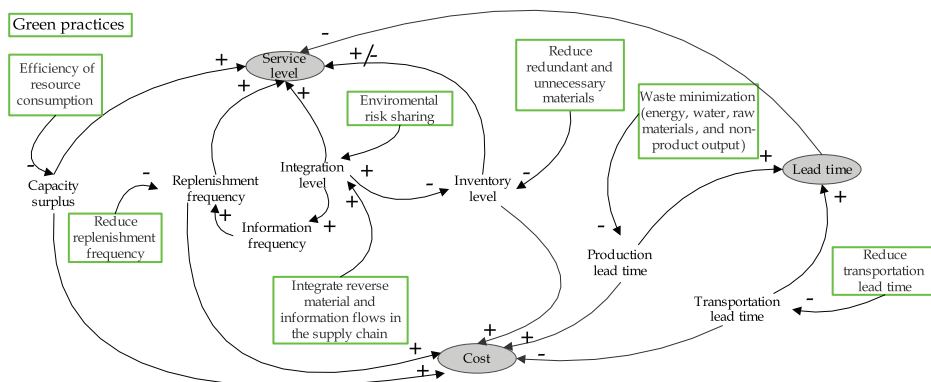 Green practices
Efficiency of
resource
consumption
-
Capacity
surplus
+
Service
level
+/-
-
+
+
Reduce
redundant and
unnecessary
materials
Enviromental
risk sharing
Waste minimization
(energy, water, raw
materials, and non-
product output)
-
Replenishment
frequency
Integration
level
+
+
-
Inventory
level
-
+
Lead time
+
Reduce
replenishment
frequency
+
Information
frequency
+
-
Production
lead time
Reduce
transportation
lead time
-
Transportation
lead time
Integrate reverse
material and
information flows in
the supply chain
+
+
+
+
-
Cost